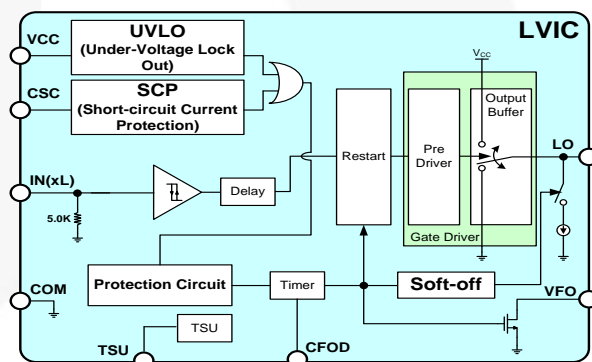 LVIC
VCC
UVLO
(Under-Voltage Lock
Out)
CSC
SCP
(Short-circuit Current
Protection)
VCC
Output
Buffer
Restart
Pre
Driver
LO
IN(xL)
Delay
5.0K
Gate Driver
Protection Circuit
Timer
Soft-off
COM
VFO
TSU
TSU
CFOD